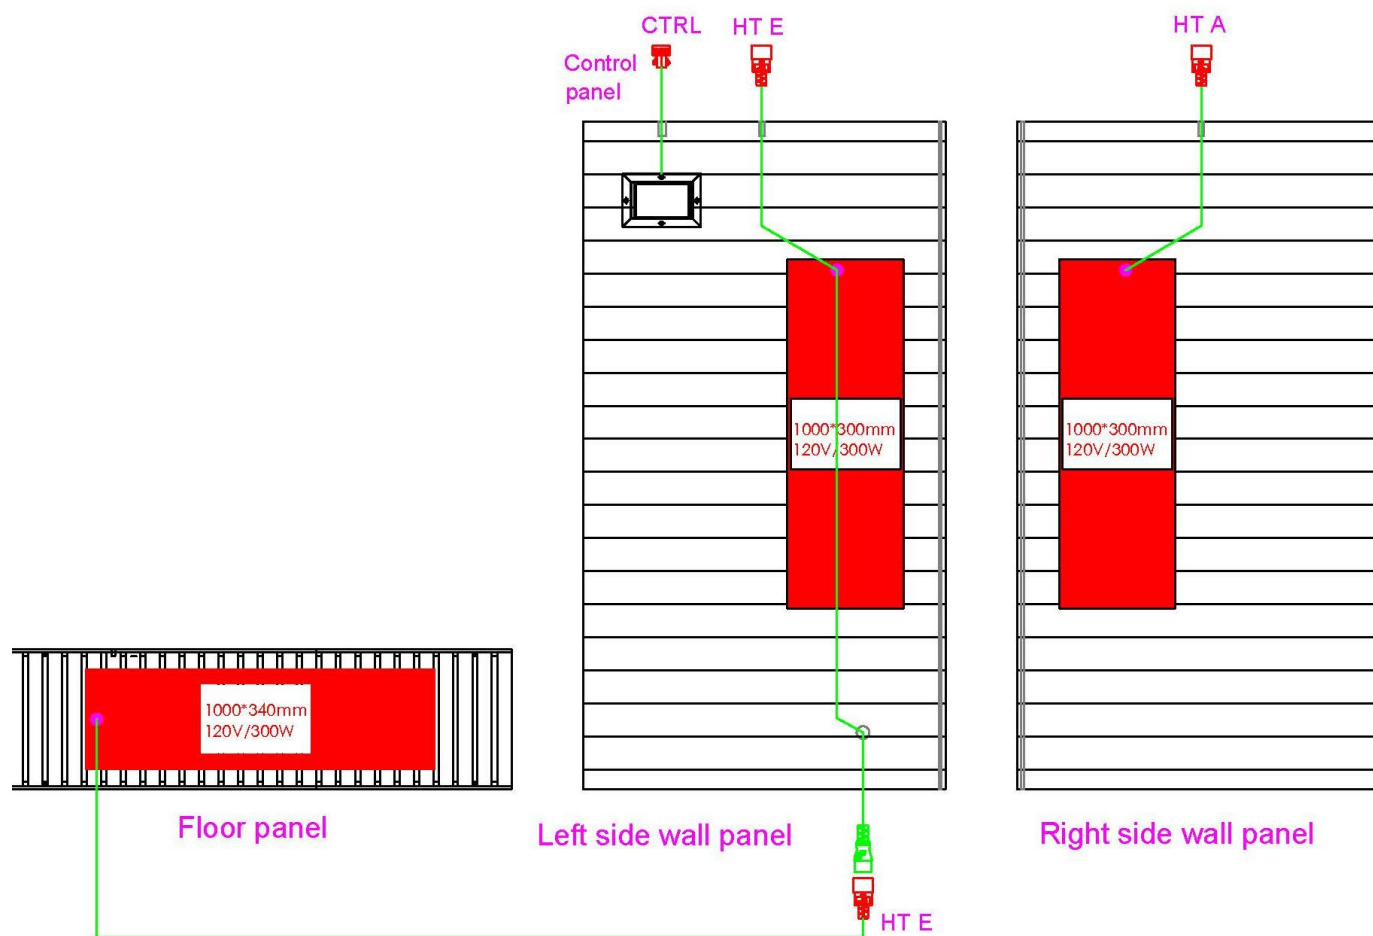 CTRL
HT E
HT A
Control
panel
1000*300mm
120V/300W
1000*300mm
120V/300W
1000*340mm
120V/300W
Floor panel
Left side wall panel
Right side wall panel
HT E